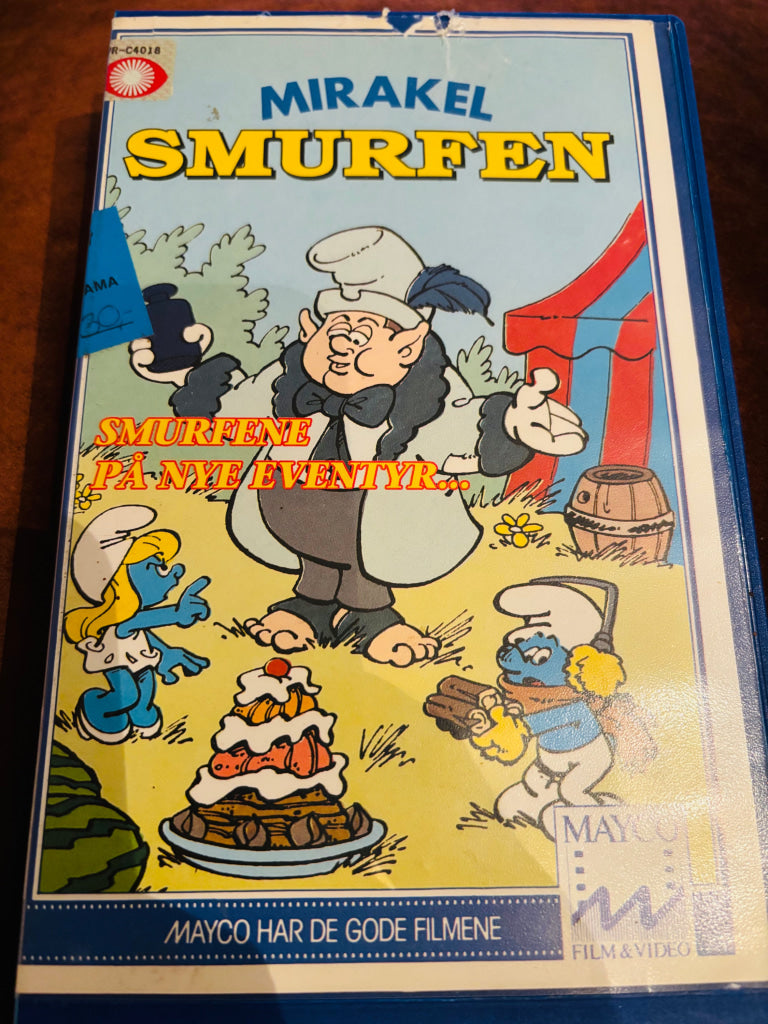 R-C4018
MIRAKEL
SMURFEN
AMA
30,-
SMURFENE
PÅ NYE EVENTYR...
MAYCO
MAYCO HAR DE GODE FILMENE
FILM & VIDEO